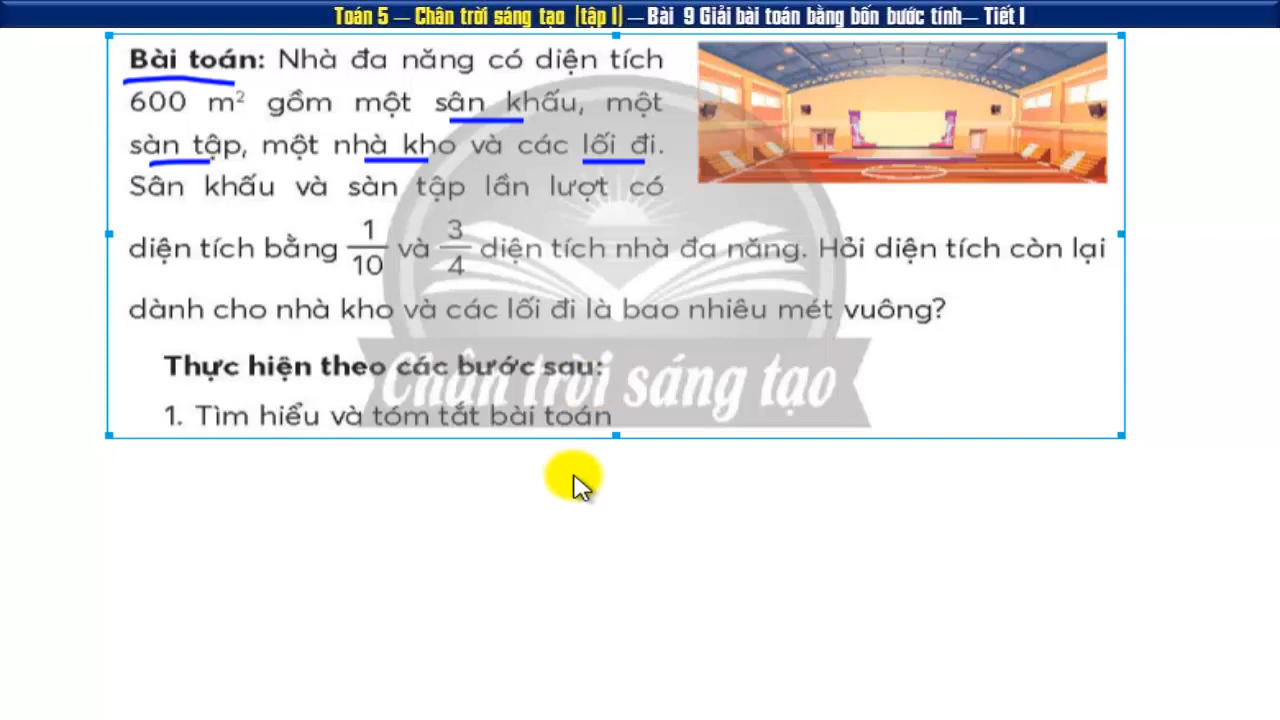 Toán 5 – Chân trời sáng tạo (tập 1) – Bài 9 Giải bài toán bằng bốn bước tính– Tiết 1
Bài toán: Nhà đa năng có diện tích
600 m² gồm một sân khấu, một
sàn tập, một nhà kho và các lối đi.
Sân khấu và sàn tập lần lượt có
diện tích bằng 1/10 và 3/4 diện tích nhà đa năng. Hỏi diện tích còn lại
dành cho nhà kho và các lối đi là bao nhiêu mét vuông?
Thực hiện theo các bước sau:
Chân trời sáng tạo
1. Tìm hiểu và tóm tắt bài toán